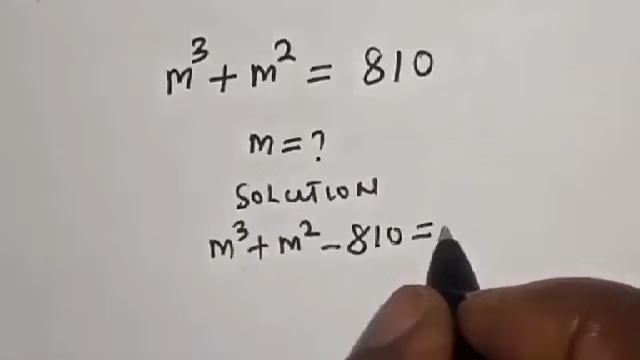 m³ + m² = 810
m = ?
SOLUTION
m³ + m² - 810 =